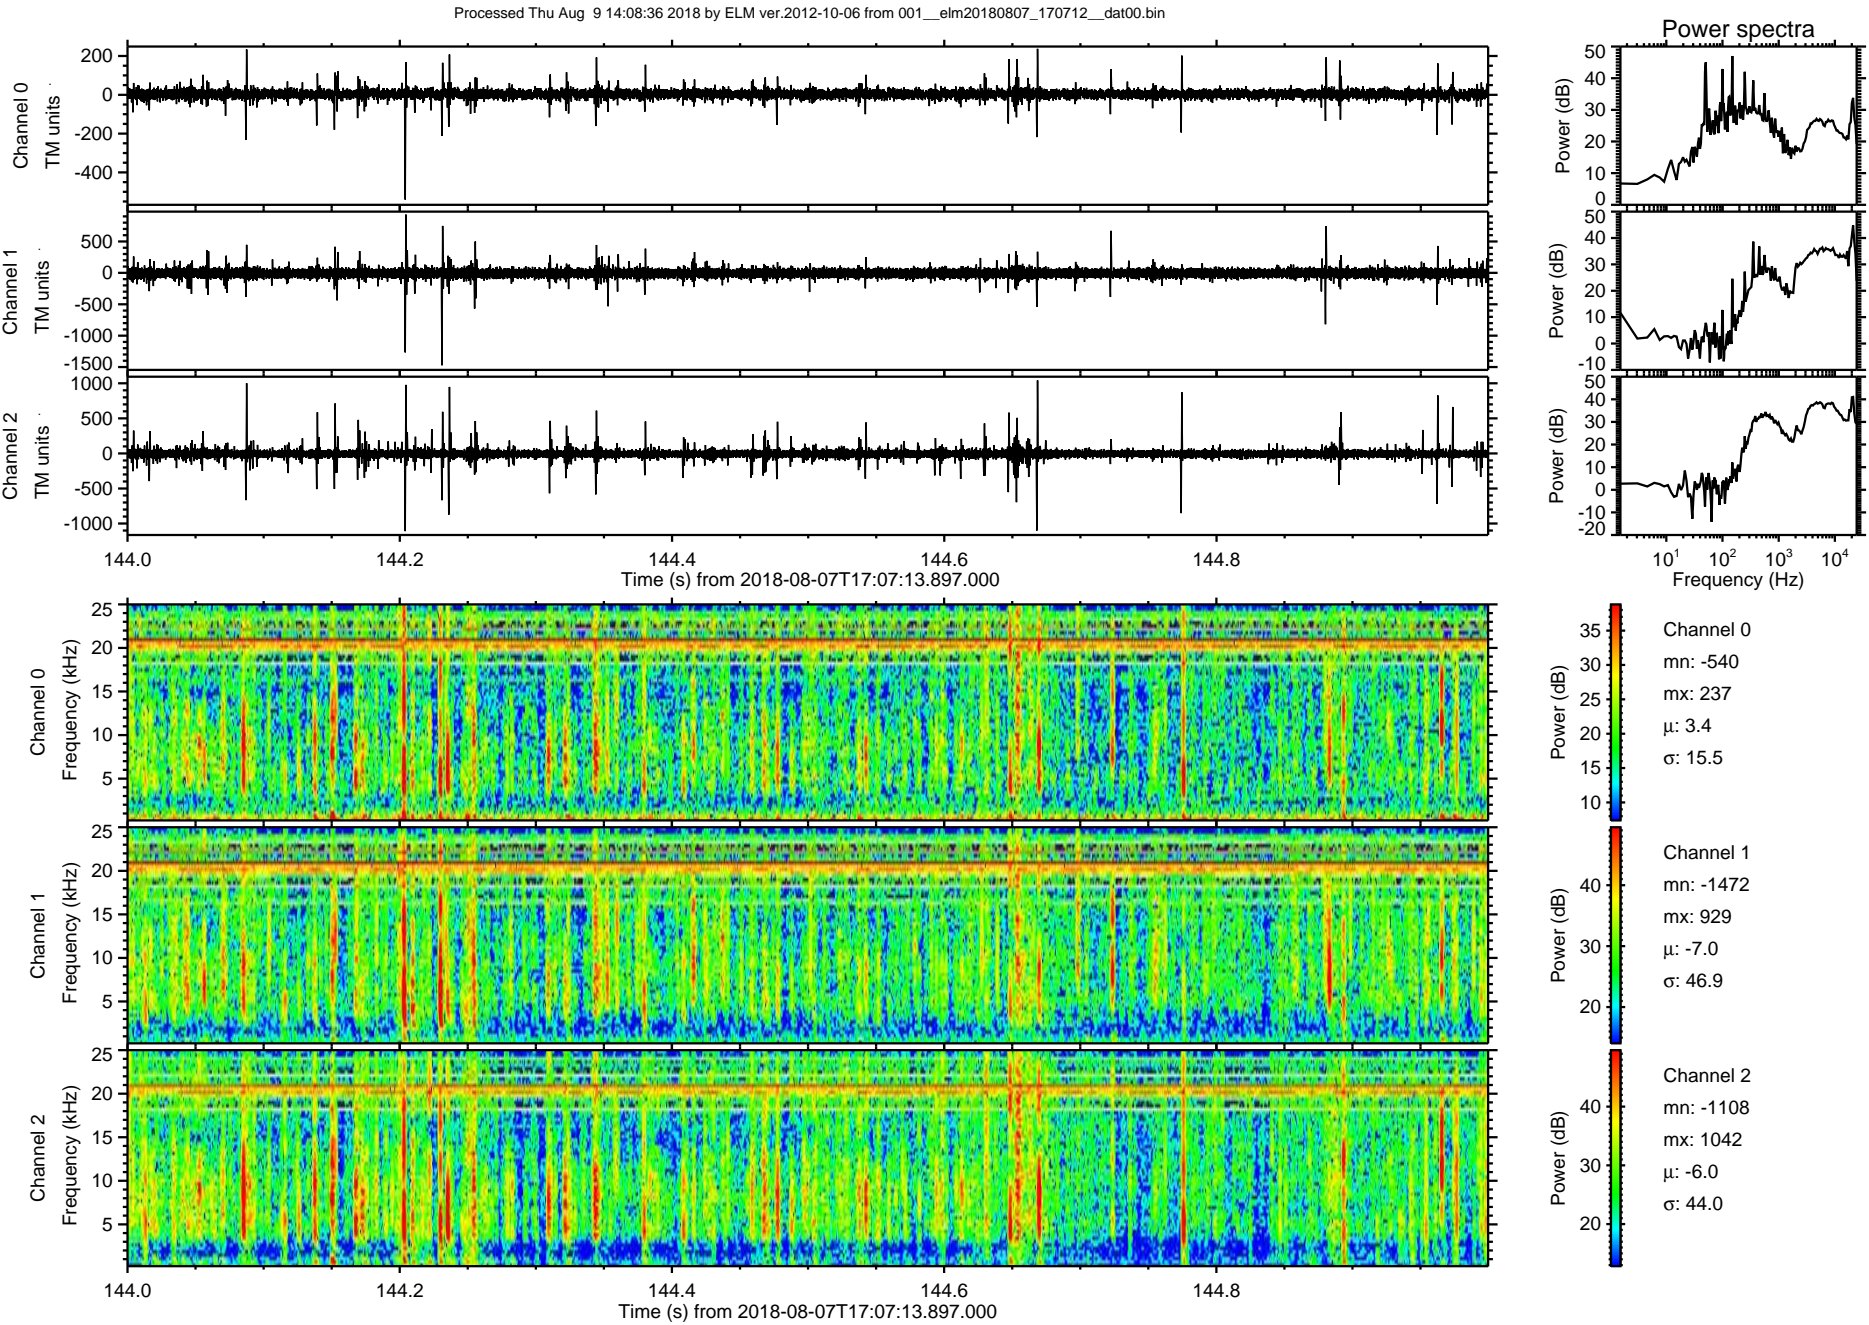 Processed Thu Aug  9 14:08:36 2018 by ELM ver.2012-10-06 from 001__elm20180807_170712__dat00.bin
Power spectra
Channel 0
TM units
200
0
-200
-400
Power (dB)
50
40
30
20
10
0
Channel 1
TM units
500
0
-500
-1000
-1500
Power (dB)
50
40
30
20
10
0
-10
Channel 2
TM units
1000
500
0
-500
-1000
Power (dB)
50
40
30
20
10
0
-10
-20
144.0 144.2 144.4 144.6 144.8
Time (s) from 2018-08-07T17:07:13.897.000
10^1 10^2 10^3 10^4
Frequency (Hz)
Channel 0
Frequency (kHz)
25
20
15
10
5
Power (dB)
35
30
25
20
15
10
Channel 0
mn: -540
mx: 237
μ: 3.4
σ: 15.5
Channel 1
Frequency (kHz)
25
20
15
10
5
Power (dB)
40
30
20
Channel 1
mn: -1472
mx: 929
μ: -7.0
σ: 46.9
Channel 2
Frequency (kHz)
25
20
15
10
5
Power (dB)
40
30
20
Channel 2
mn: -1108
mx: 1042
μ: -6.0
σ: 44.0
144.0 144.2 144.4 144.6 144.8
Time (s) from 2018-08-07T17:07:13.897.000